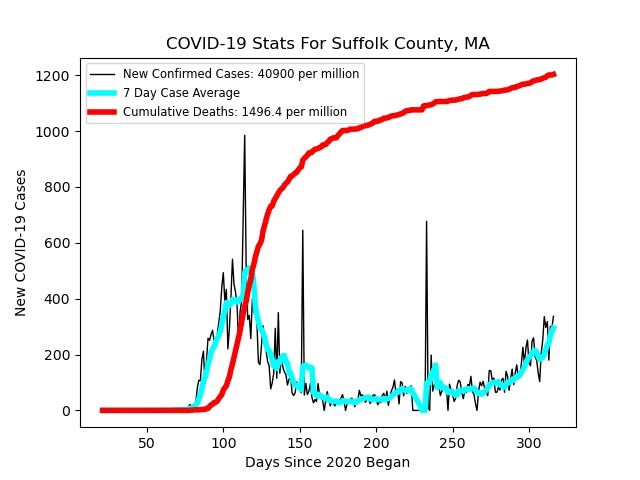 COVID-19 Stats For Suffolk County, MA
New Confirmed Cases: 40900 per million
7 Day Case Average
Cumulative Deaths: 1496.4 per million
New COVID-19 Cases
1200
1000
800
600
400
200
0
50 100 150 200 250 300
Days Since 2020 Began